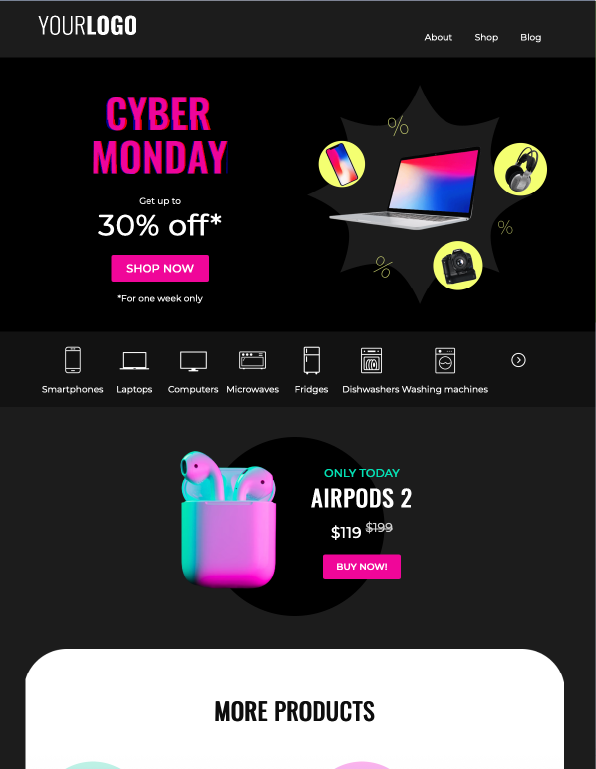 YOURLOGO
About Shop Blog
CYBER
MONDAY
Get up to
30% off*
SHOP NOW
*For one week only
%
%
%
Smartphones Laptops Computers Microwaves Fridges Dishwashers Washing machines
ONLY TODAY
AIRPODS 2
$119 $199
BUY NOW!
MORE PRODUCTS